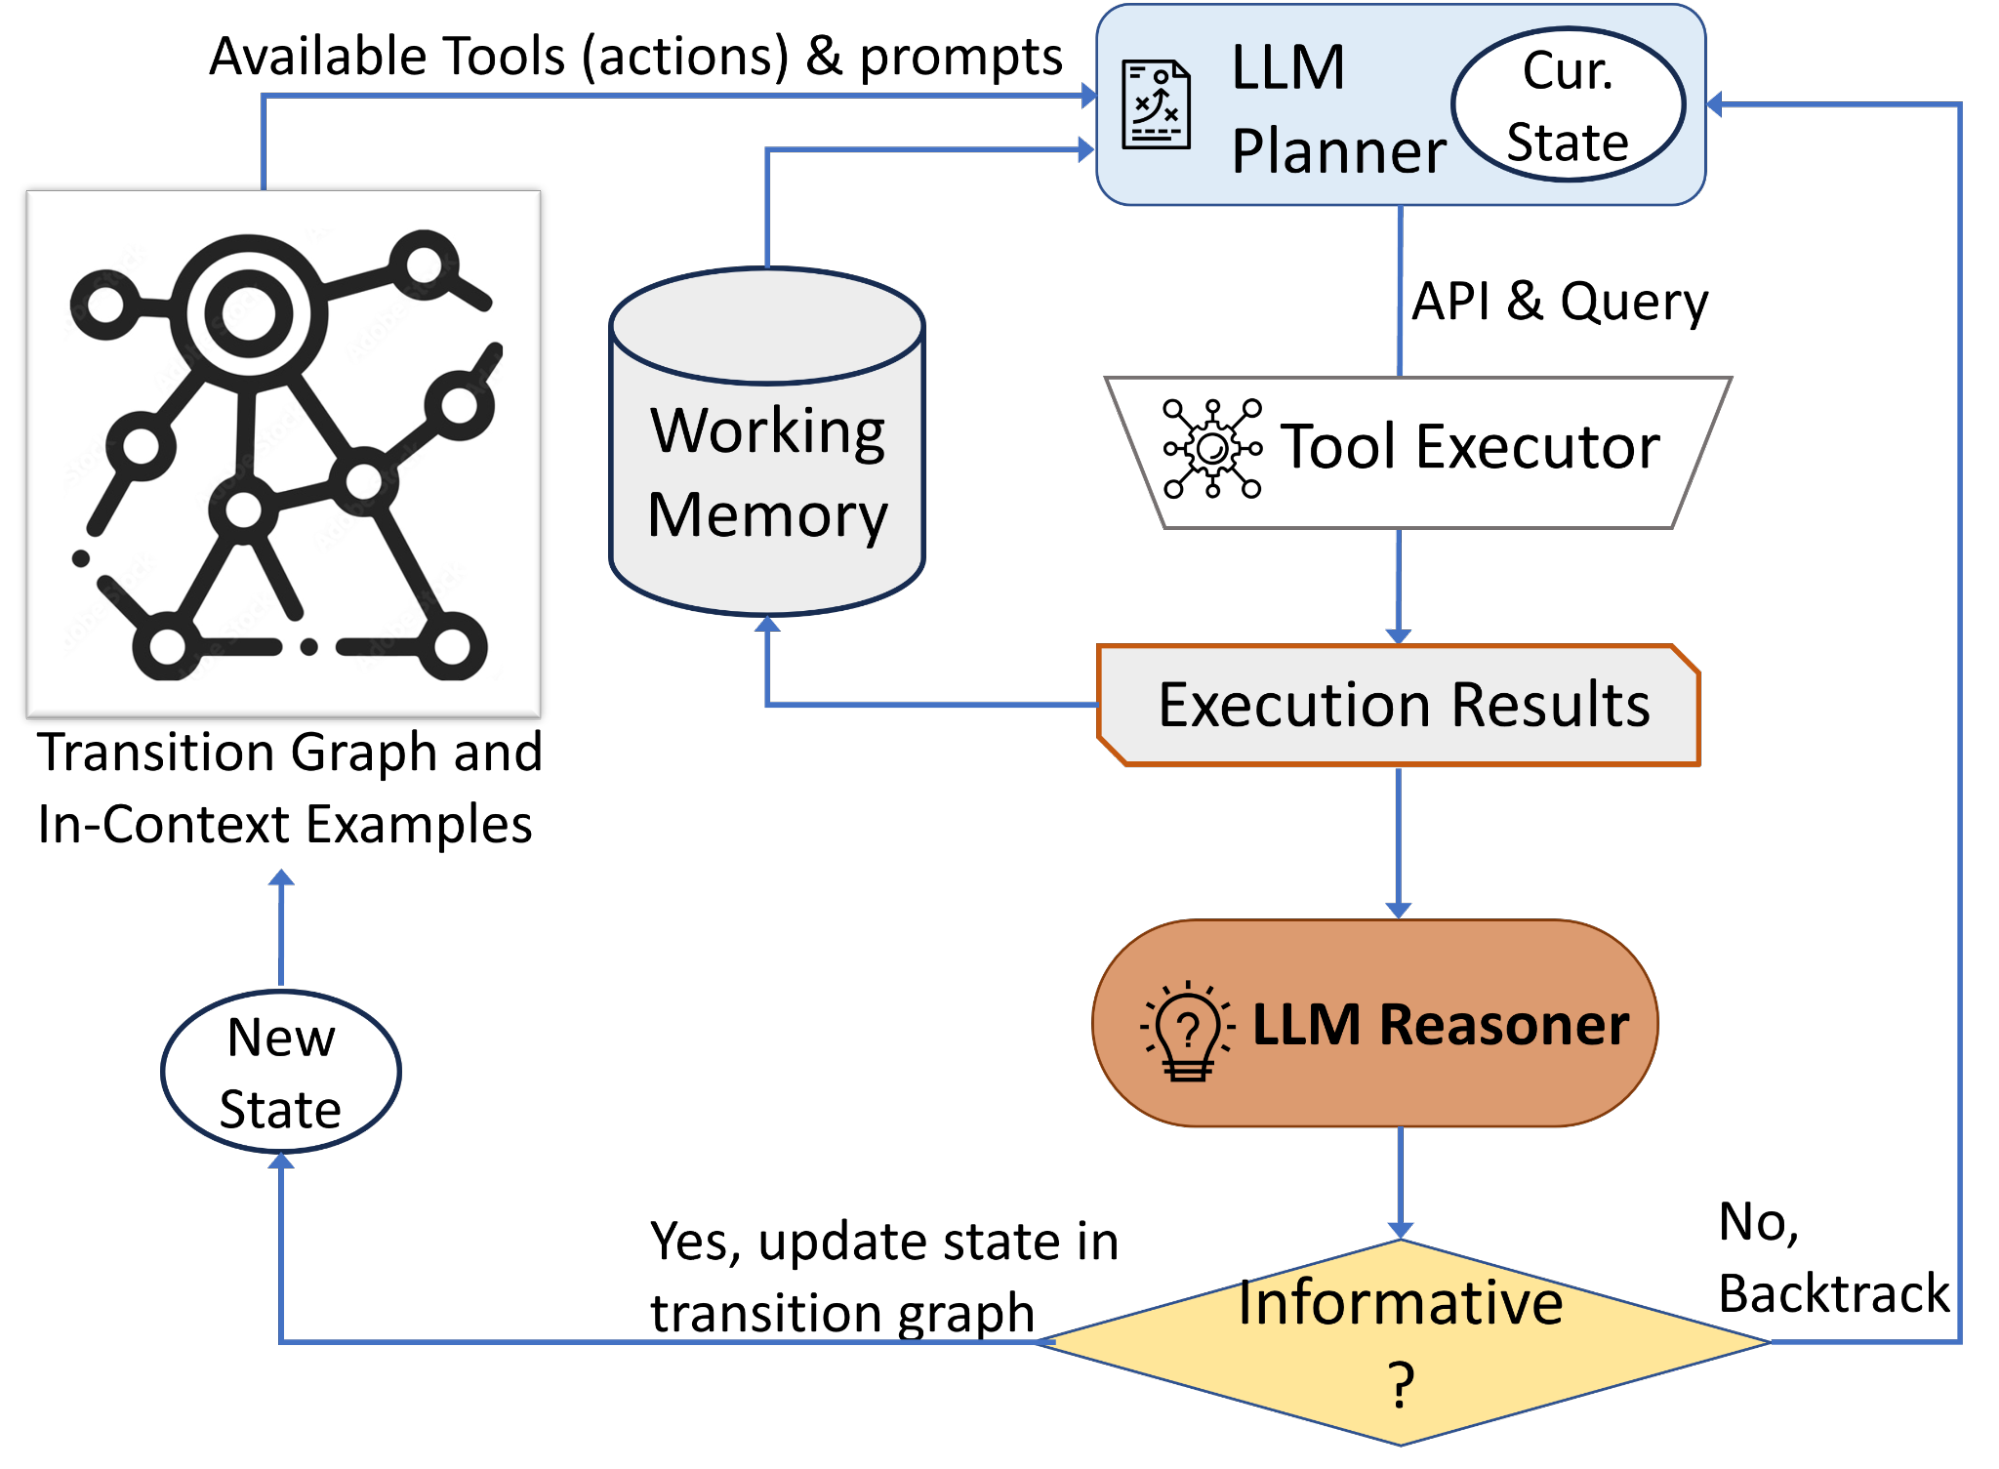 Available Tools (actions) & prompts
LLM
Planner
Cur.
State
API & Query
Working
Memory
Tool Executor
Execution Results
Transition Graph and
In-Context Examples
LLM Reasoner
?
New
State
Yes, update state in
transition graph
Informative
?
No,
Backtrack